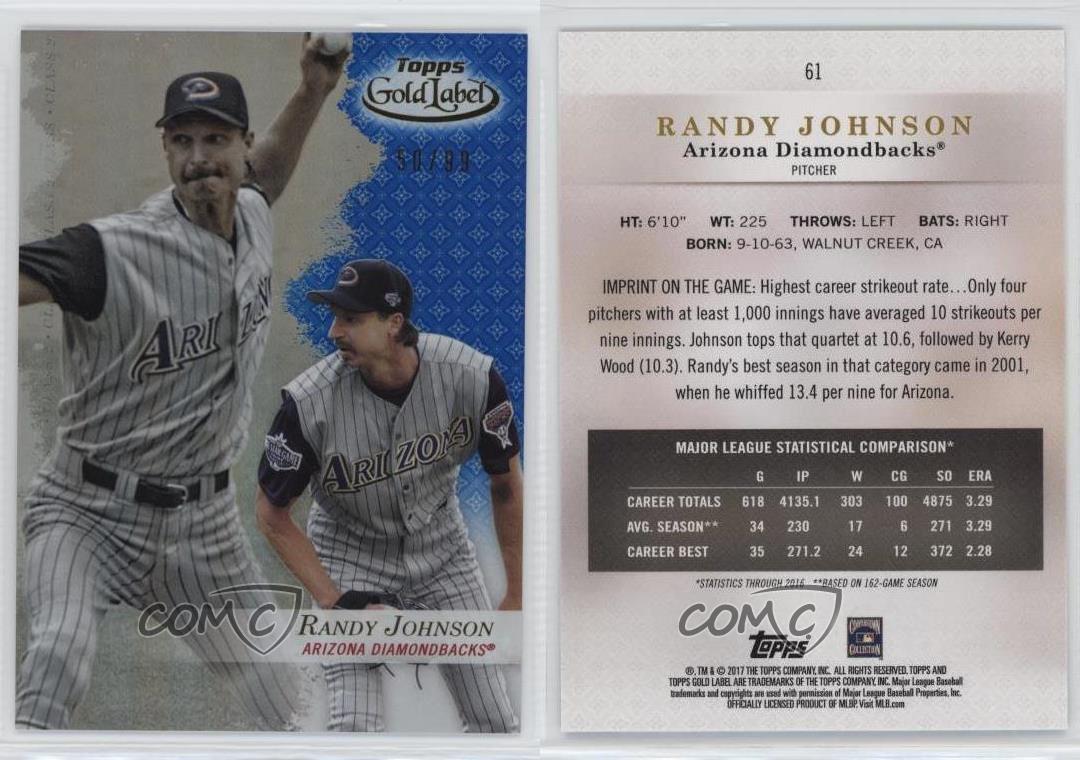 Topps
Gold Label
50/99
ARIZONA
ARIZONA
RANDY JOHNSON
ARIZONA DIAMONDBACKS®
COMC
61
RANDY JOHNSON
Arizona Diamondbacks®
PITCHER
HT: 6'10" WT: 225 THROWS: LEFT BATS: RIGHT
BORN: 9-10-63, WALNUT CREEK, CA
IMPRINT ON THE GAME: Highest career strikeout rate...Only four
pitchers with at least 1,000 innings have averaged 10 strikeouts per
nine innings. Johnson tops that quartet at 10.6, followed by Kerry
Wood (10.3). Randy's best season in that category came in 2001,
when he whiffed 13.4 per nine for Arizona.
MAJOR LEAGUE STATISTICAL COMPARISON*
G IP W CG SO ERA
CAREER TOTALS 618 4135.1 303 100 4875 3.29
AVG. SEASON** 34 230 17 6 271 3.29
CAREER BEST 35 271.2 24 12 372 2.28
*STATISTICS THROUGH 2016 **BASED ON 162-GAME SEASON
COMC
Topps
COOPERSTOWN
COLLECTION
®, TM & © 2017 THE TOPPS COMPANY, INC. ALL RIGHTS RESERVED. TOPPS AND
TOPPS GOLD LABEL ARE TRADEMARKS OF THE TOPPS COMPANY, INC. Major League Baseball
trademarks and copyrights are used with permission of Major League Baseball Properties, Inc.
OFFICIALLY LICENSED PRODUCT OF MLBP. Visit MLB.com